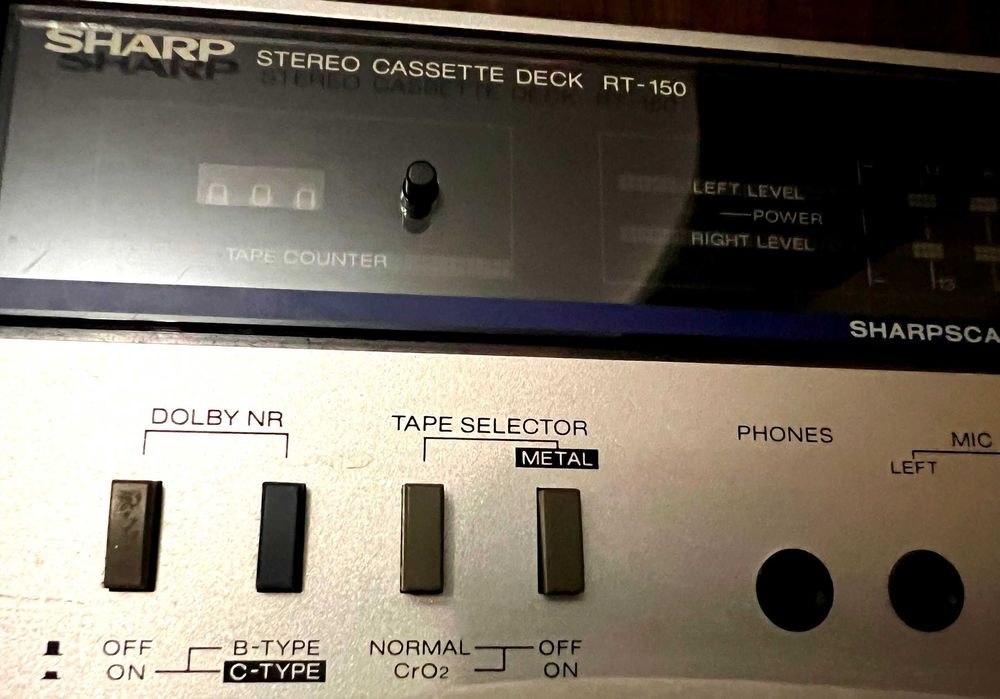 SHARP STEREO CASSETTE DECK RT-150
000
TAPE COUNTER
LEFT LEVEL
POWER
RIGHT LEVEL
SHARPSCA
DOLBY NR
TAPE SELECTOR
METAL
PHONES
MIC
LEFT
OFF B-TYPE NORMAL OFF
ON C-TYPE CrO2 ON